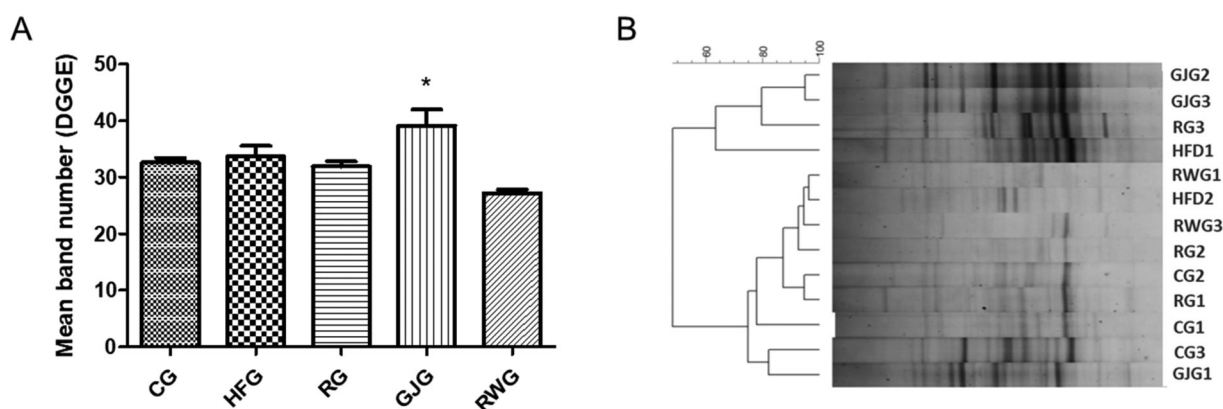 A
Mean band number (DGGE)
50
40
30
20
10
0
*
CG
HFG
RG
GJG
RWG
B
60
80
100
GJG2
GJG3
RG3
HFD1
RWG1
HFD2
RWG3
RG2
CG2
RG1
CG1
CG3
GJG1